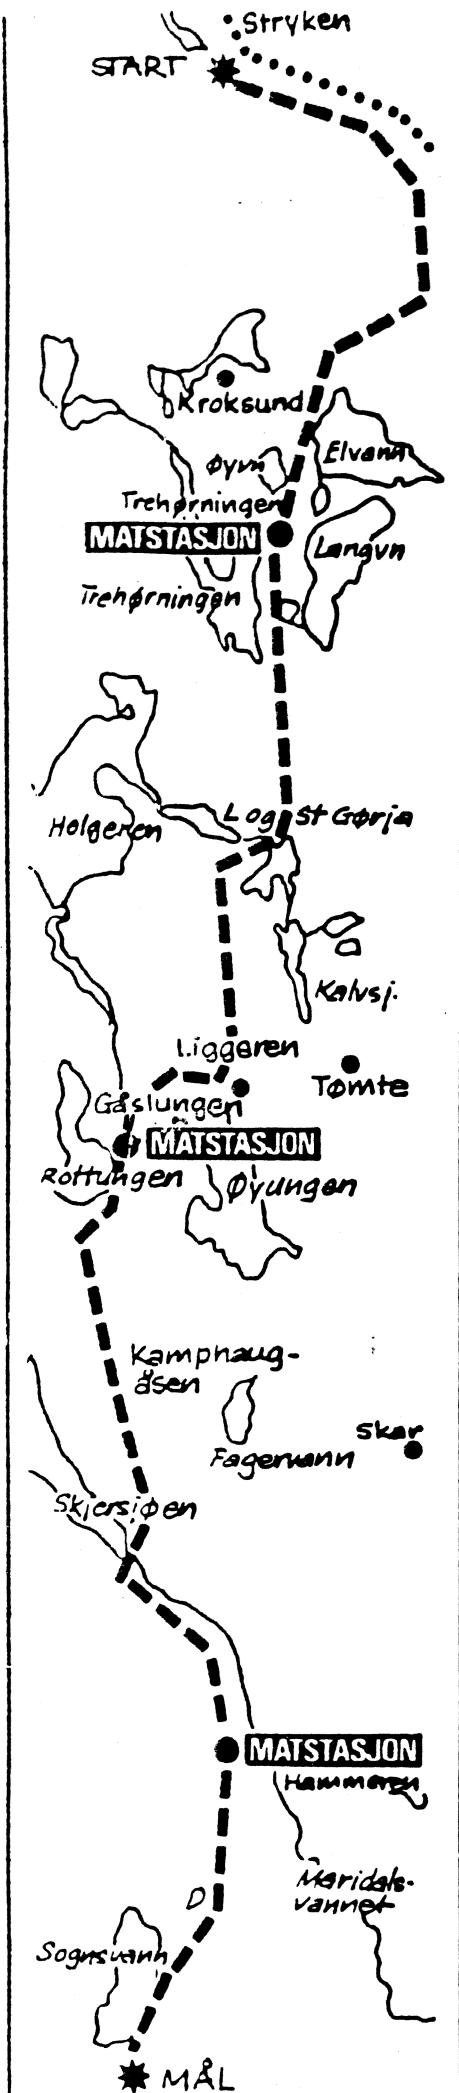 Stryken
START
Kroksund
Elvann
Øyvn
Trehørningen
MATSTASJON
Langvn
Trehørningen
Log St Gørja
Holgeren
Kalvsj.
Liggeren
Tømte
Gåslungen
MATSTASJON
Rottungen
Øyungen
Kamphaug-
åsen
Skar
Fagervann
Skjersjøen
MATSTASJON
Hammeren
Maridals-
vannet
Sognsvann
MÅL